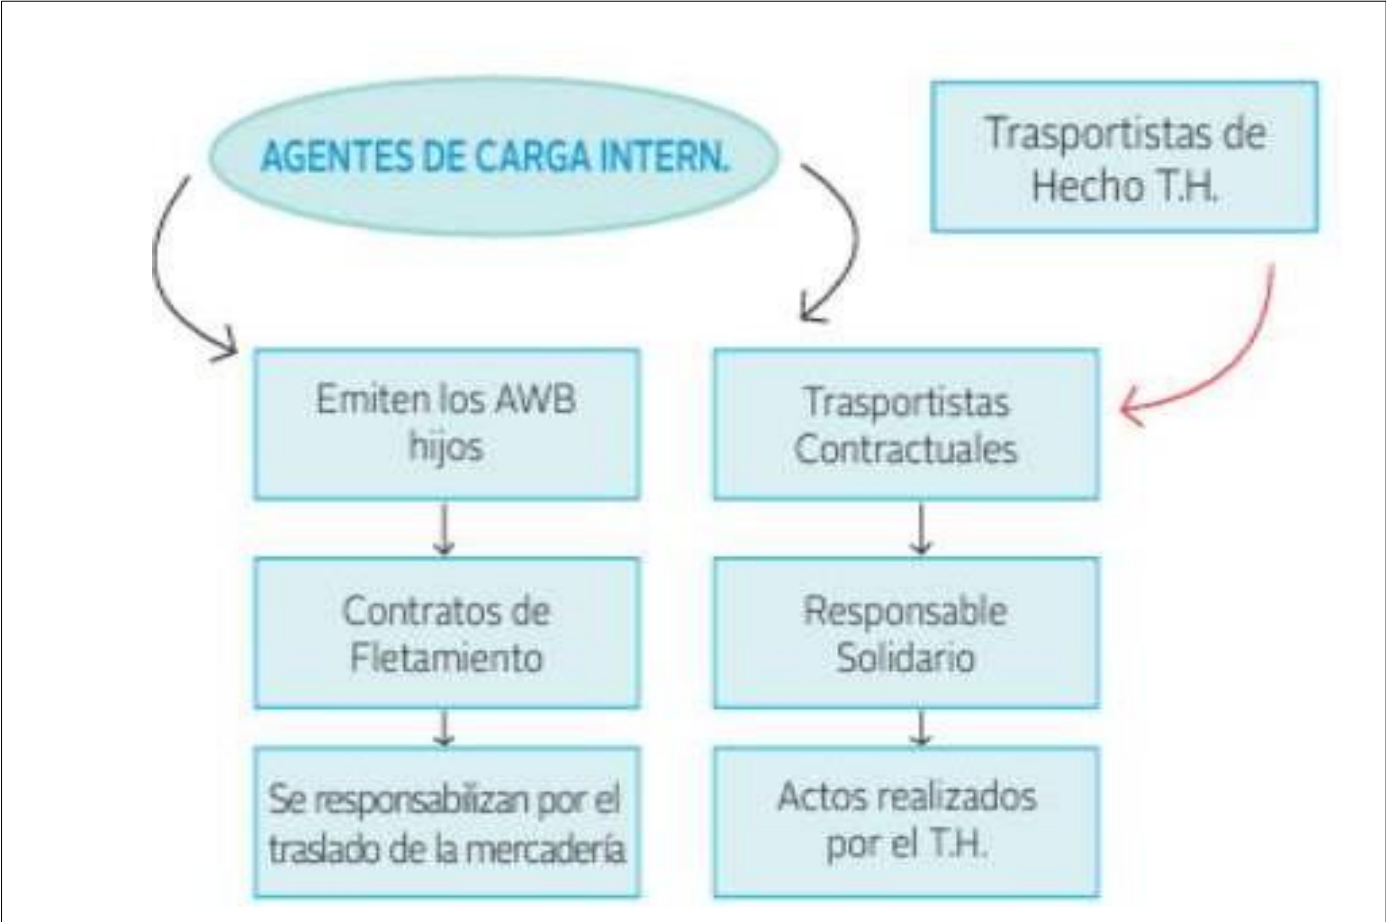 AGENTES DE CARGA INTERN.
Trasportistas de
Hecho T.H.
Emiten los AWB
hijos
Trasportistas
Contractuales
Contratos de
Fletamiento
Responsable
Solidario
Se responsabilizan por el
traslado de la mercadería
Actos realizados
por el T.H.